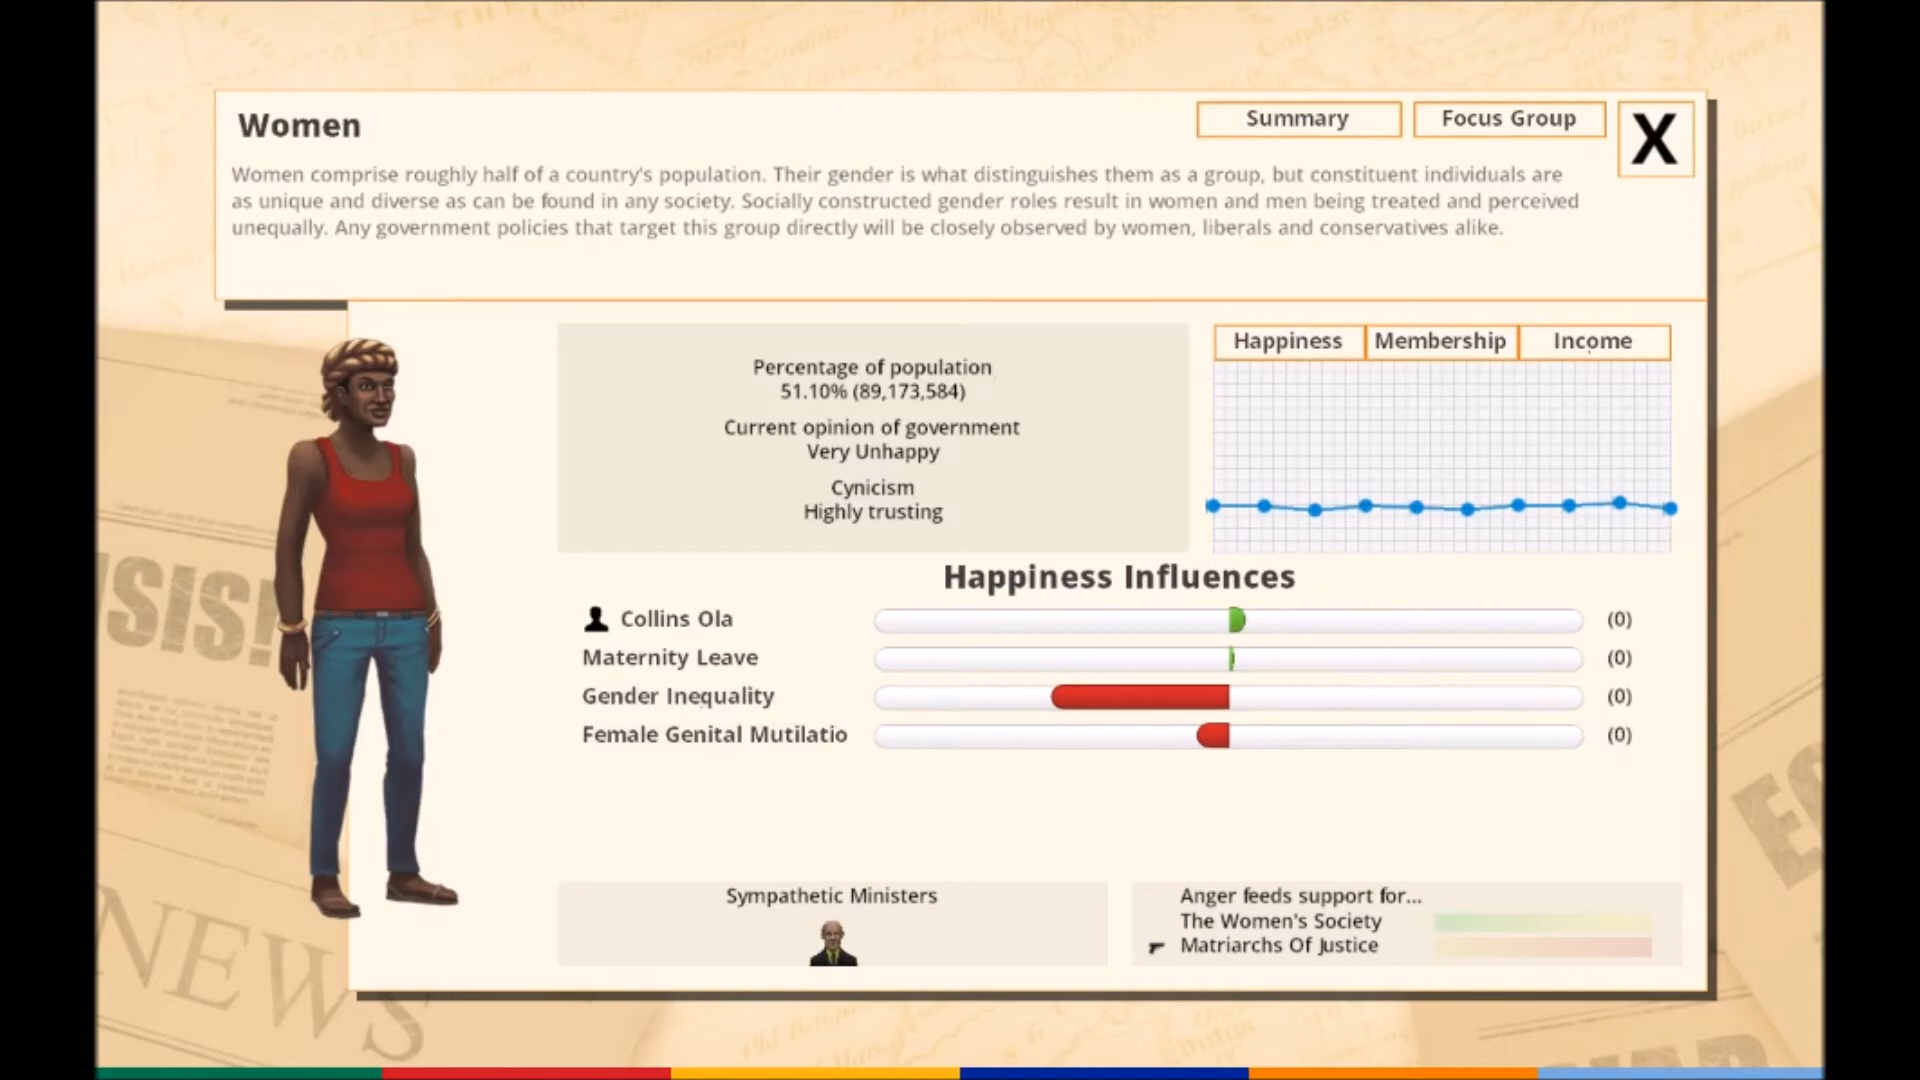 Women
Summary
Focus Group
X
Women comprise roughly half of a country's population. Their gender is what distinguishes them as a group, but constituent individuals are
as unique and diverse as can be found in any society. Socially constructed gender roles result in women and men being treated and perceived
unequally. Any government policies that target this group directly will be closely observed by women, liberals and conservatives alike.
Percentage of population
51.10% (89,173,584)
Current opinion of government
Very Unhappy
Cynicism
Highly trusting
Happiness
Membership
Income
Happiness Influences
Collins Ola (0)
Maternity Leave (0)
Gender Inequality (0)
Female Genital Mutilatio (0)
Sympathetic Ministers
Anger feeds support for...
The Women's Society
Matriarchs Of Justice
SIS!
NEWS